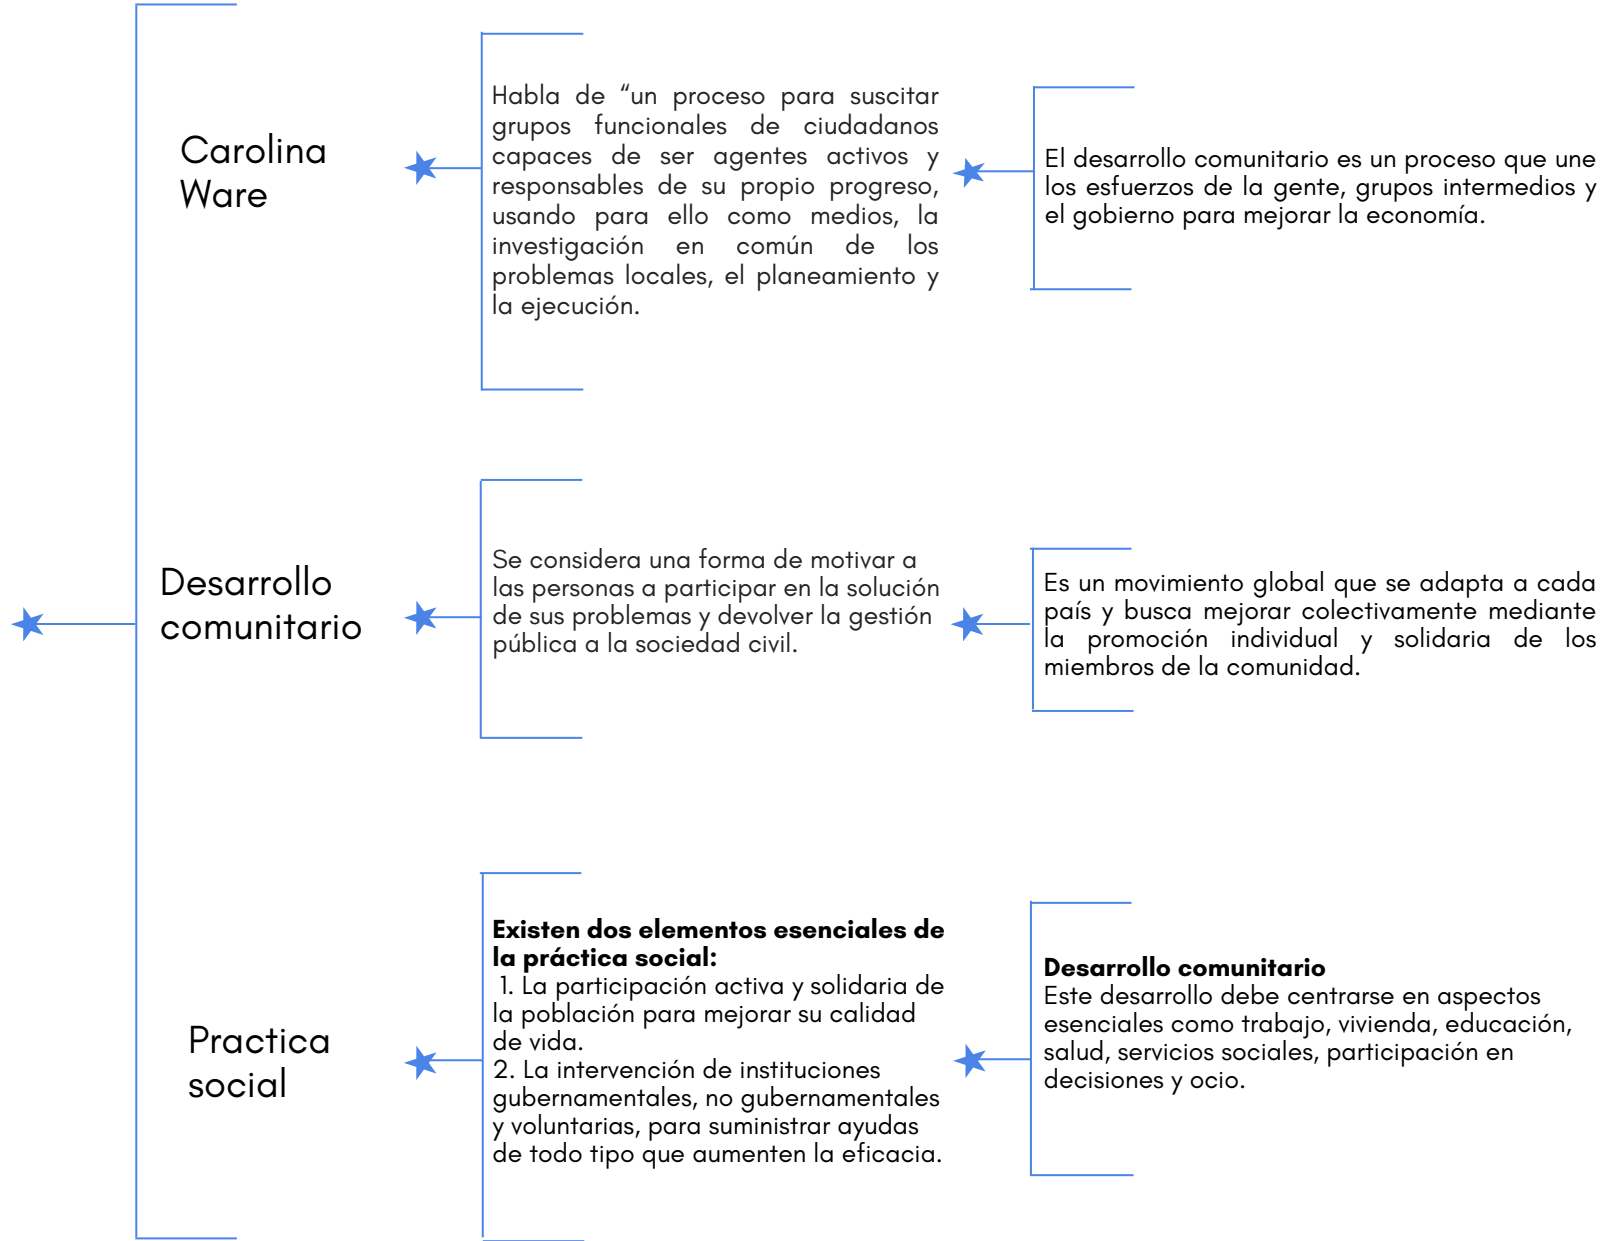 Carolina
Ware
Habla de “un proceso para suscitar
grupos funcionales de ciudadanos
capaces de ser agentes activos y
responsables de su propio progreso,
usando para ello como medios, la
investigación en común de los
problemas locales, el planeamiento y
la ejecución.
El desarrollo comunitario es un proceso que une
los esfuerzos de la gente, grupos intermedios y
el gobierno para mejorar la economía.
Desarrollo
comunitario
Se considera una forma de motivar a
las personas a participar en la solución
de sus problemas y devolver la gestión
pública a la sociedad civil.
Es un movimiento global que se adapta a cada
país y busca mejorar colectivamente mediante
la promoción individual y solidaria de los
miembros de la comunidad.
Practica
social
Existen dos elementos esenciales de
la práctica social:
1. La participación activa y solidaria de
la población para mejorar su calidad
de vida.
2. La intervención de instituciones
gubernamentales, no gubernamentales
y voluntarias, para suministrar ayudas
de todo tipo que aumenten la eficacia.
Desarrollo comunitario
Este desarrollo debe centrarse en aspectos
esenciales como trabajo, vivienda, educación,
salud, servicios sociales, participación en
decisiones y ocio.